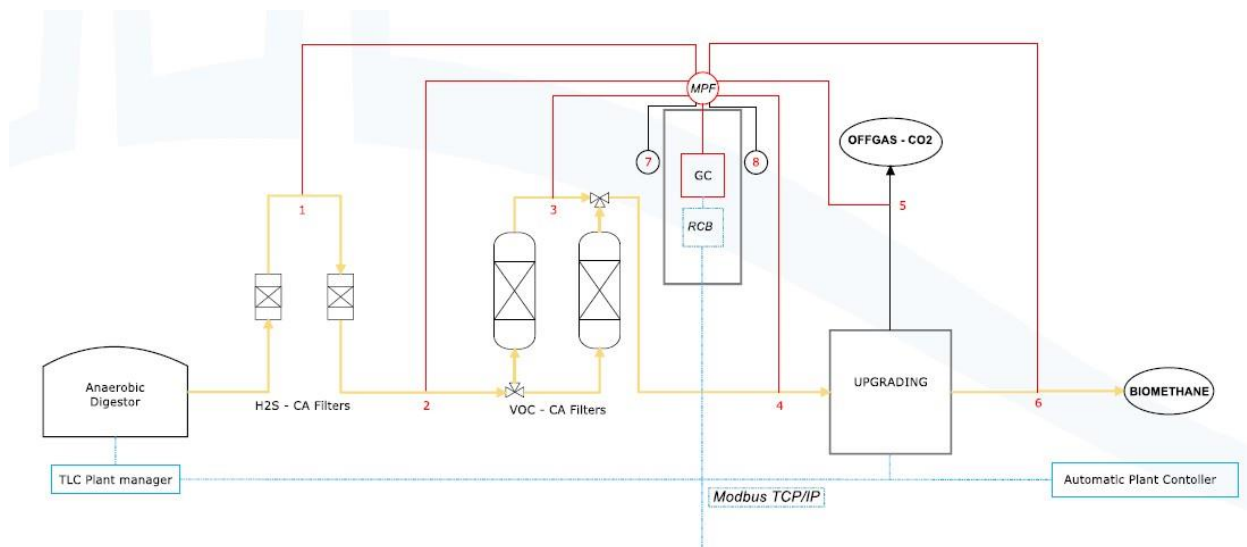 MPF
OFFGAS - CO2
7
8
GC
1
3
5
RCB
Anaerobic
Digestor
UPGRADING
BIOMETHANE
H2S - CA Filters
2
VOC - CA Filters
4
6
TLC Plant manager
Automatic Plant Contoller
Modbus TCP/IP